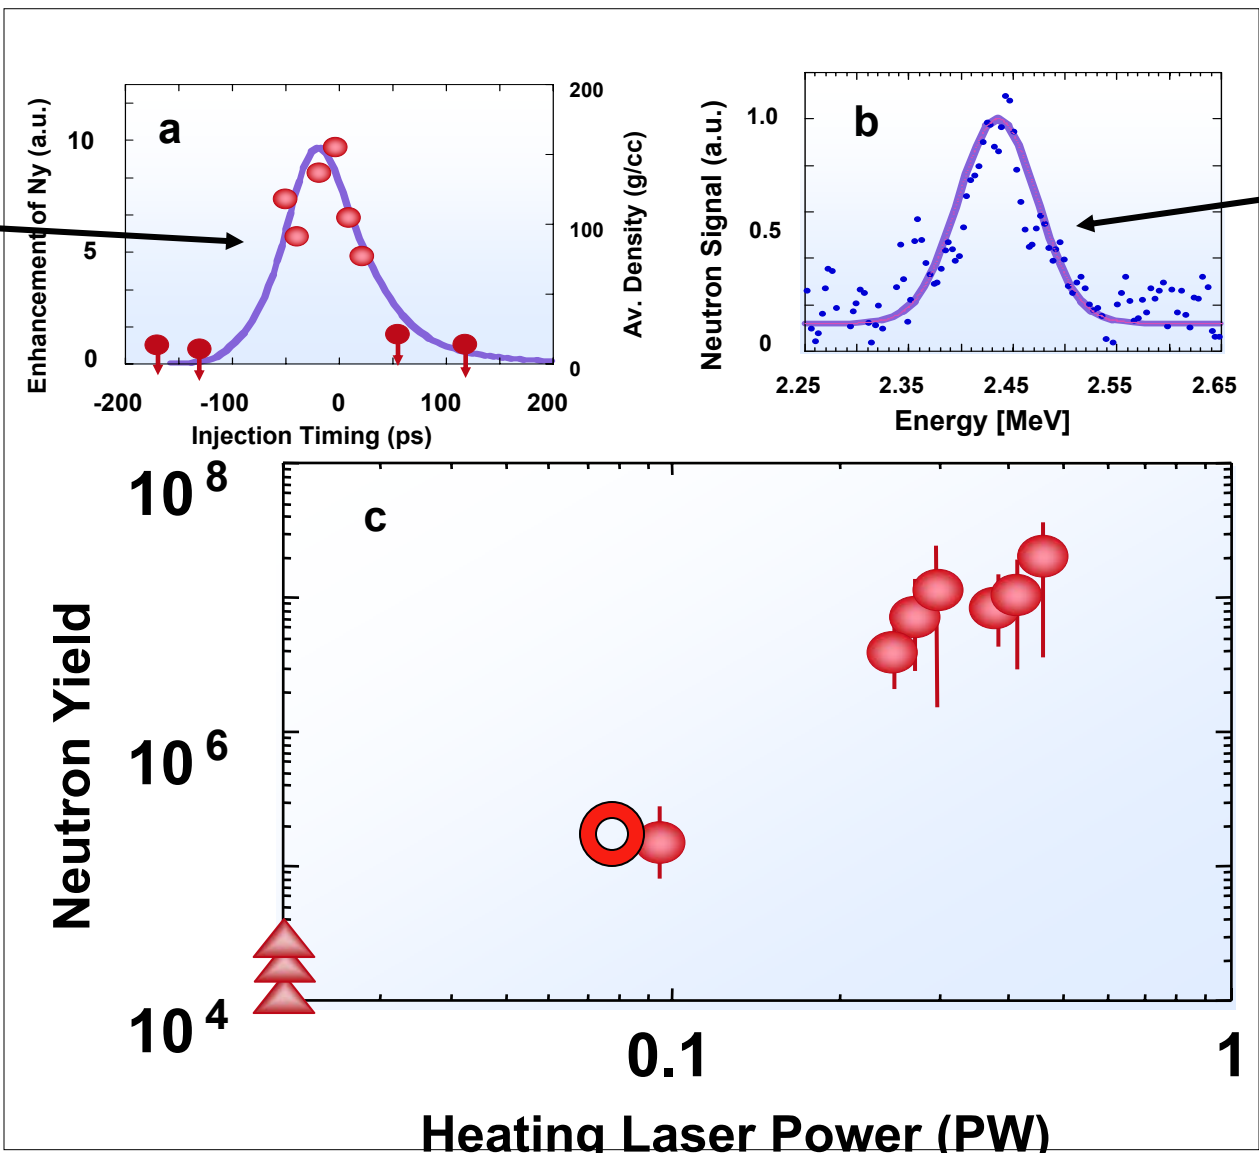 a
Enhancement of Ny (a.u.)
10
5
0
200
100
0
Av. Density (g/cc)
-200 -100 0 100 200
Injection Timing (ps)
b
Neutron Signal (a.u.)
1.0
0.5
0
2.25 2.35 2.45 2.55 2.65
Energy [MeV]
c
Neutron Yield
10 8
10 6
10 4
0.1 1
Heating Laser Power (PW)